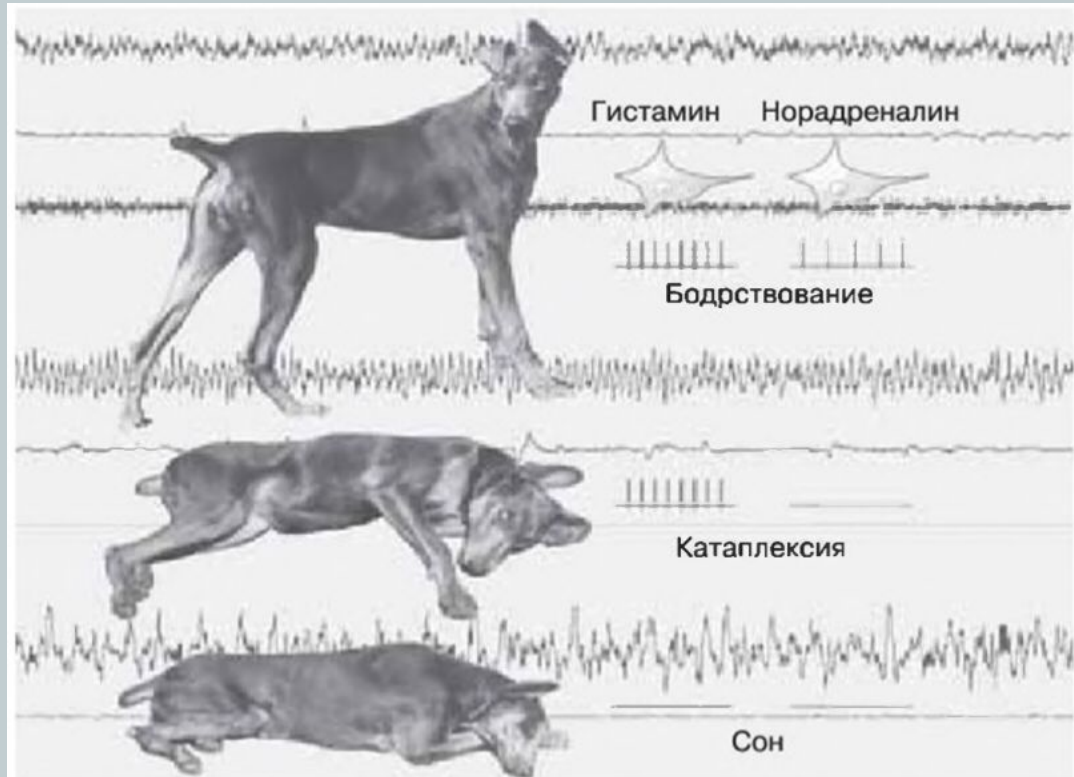 Гистамин Норадреналин
Бодрствование
Катаплексия
Сон